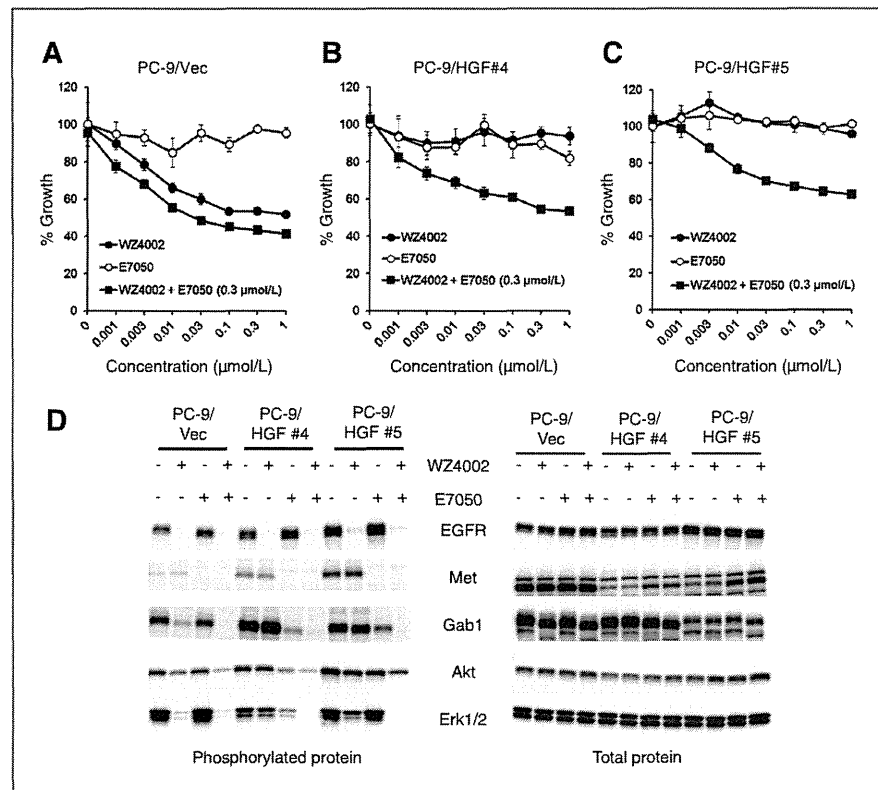 A
PC-9/Vec
% Growth
120
100
80
60
40
20
0
WZ4002
E7050
WZ4002 + E7050 (0.3 µmol/L)
0 0.001 0.003 0.01 0.03 0.1 0.3 1
Concentration (µmol/L)
B
PC-9/HGF#4
% Growth
120
100
80
60
40
20
0
WZ4002
E7050
WZ4002 + E7050 (0.3 µmol/L)
0 0.001 0.003 0.01 0.03 0.1 0.3 1
Concentration (µmol/L)
C
PC-9/HGF#5
% Growth
120
100
80
60
40
20
0
WZ4002
E7050
WZ4002 + E7050 (0.3 µmol/L)
0 0.001 0.003 0.01 0.03 0.1 0.3 1
Concentration (µmol/L)
D
PC-9/ PC-9/ PC-9/
Vec HGF #4 HGF #5
PC-9/ PC-9/ PC-9/
Vec HGF #4 HGF #5
- + - + - + - + - + - + WZ4002 - + - + - + - + - + - +
- - + + - - + + - - + + E7050 - - + + - - + + - - + +
EGFR
Met
Gab1
Akt
Erk1/2
Phosphorylated protein
Total protein